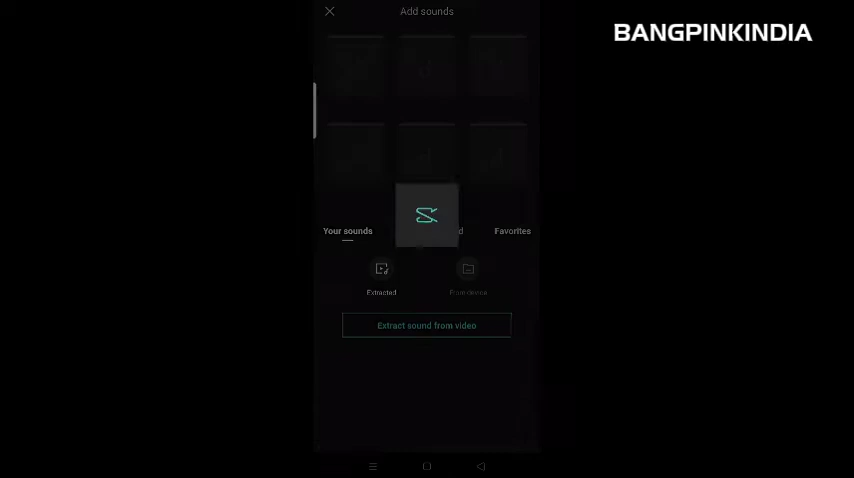 Add sounds
BANGPINKINDIA
Your sounds
d
Favorites
Extracted
From device
Extract sound from video